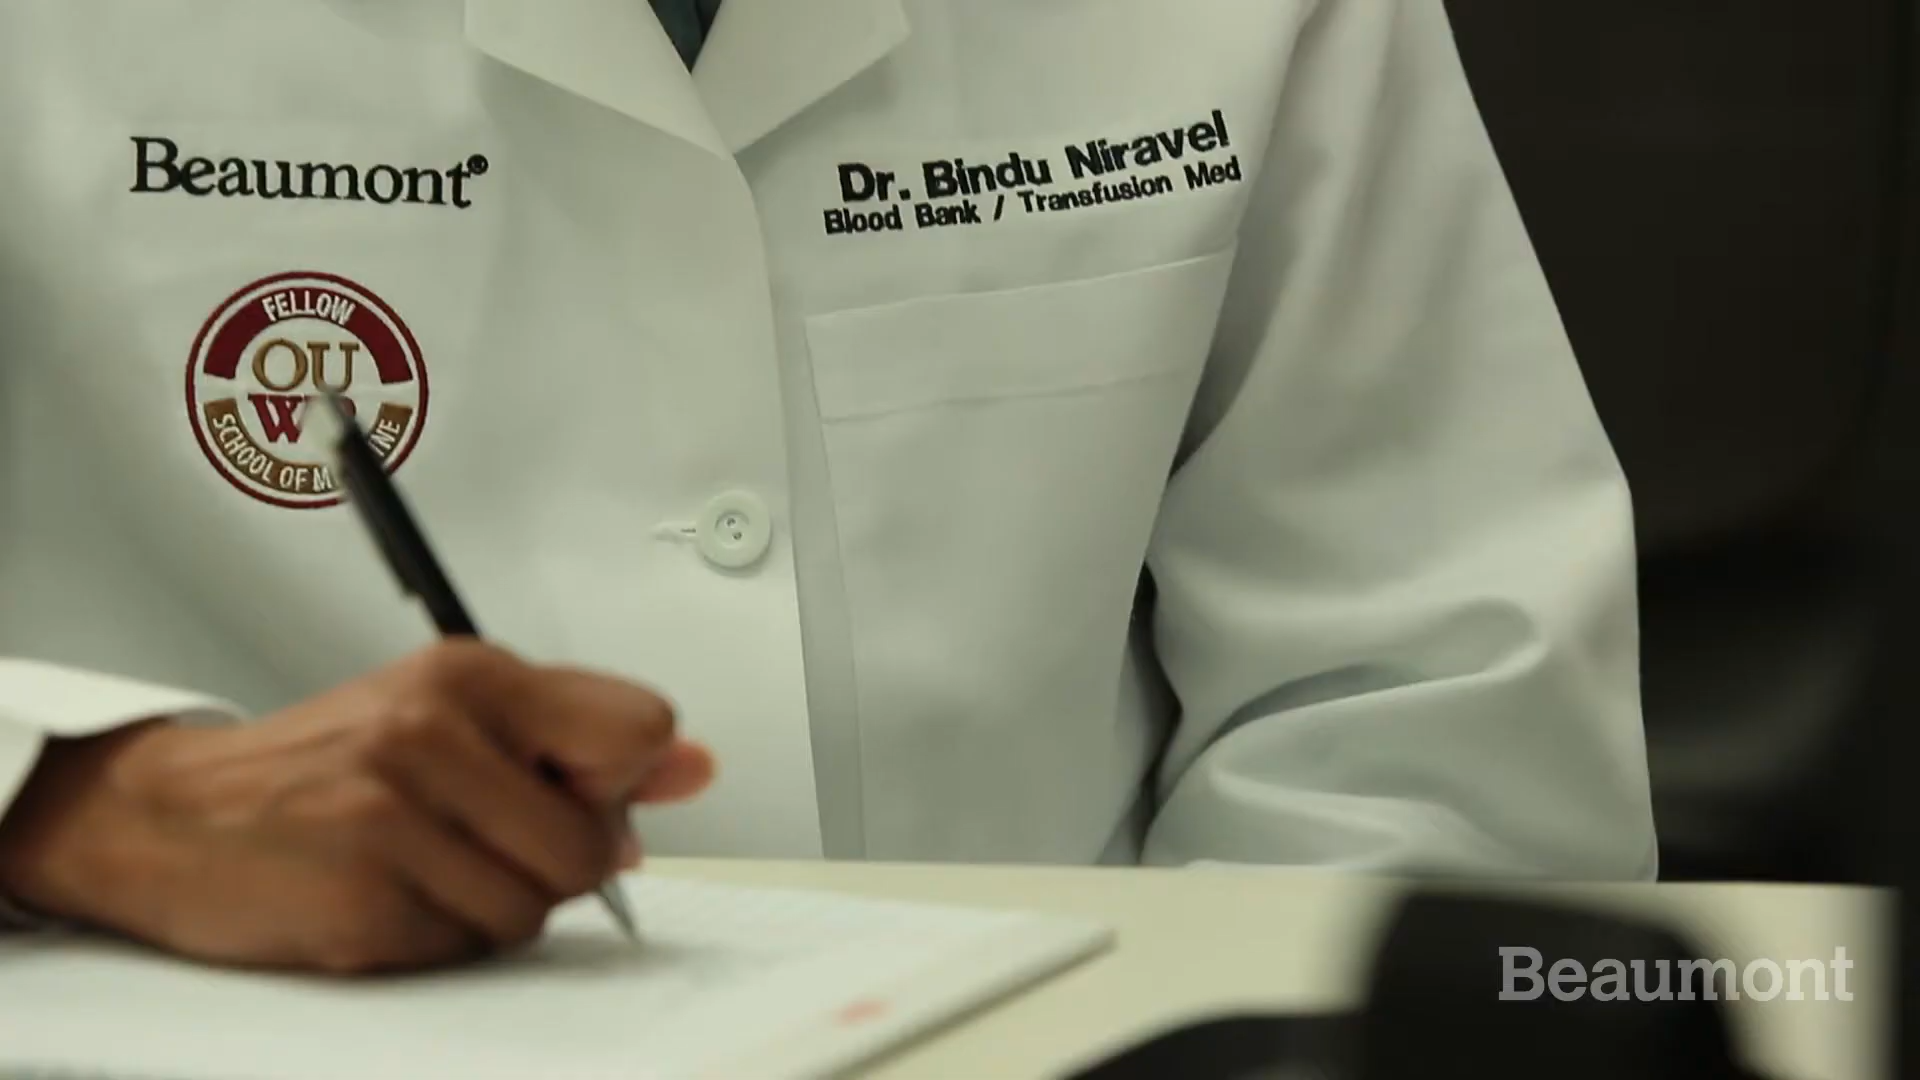 Beaumont®
Dr. Bindu Niravel
Blood Bank / Transfusion Med
FELLOW
OU
SCHOOL OF
Beaumont